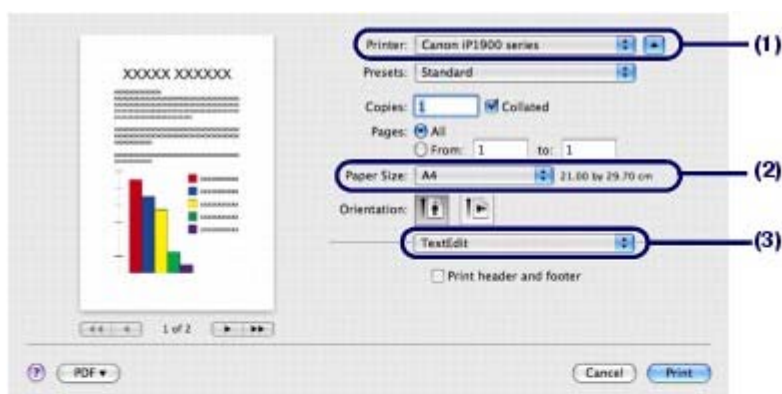 XXXXX XXXXXX
1 of 2
Printer: Canon iP1900 series (1)
Presets: Standard
Copies: 1 Collated
Pages: All
From: 1 to: 1
Paper Size: A4 21.00 by 29.70 cm (2)
Orientation:
TextEdit (3)
Print header and footer
? PDF Cancel Print